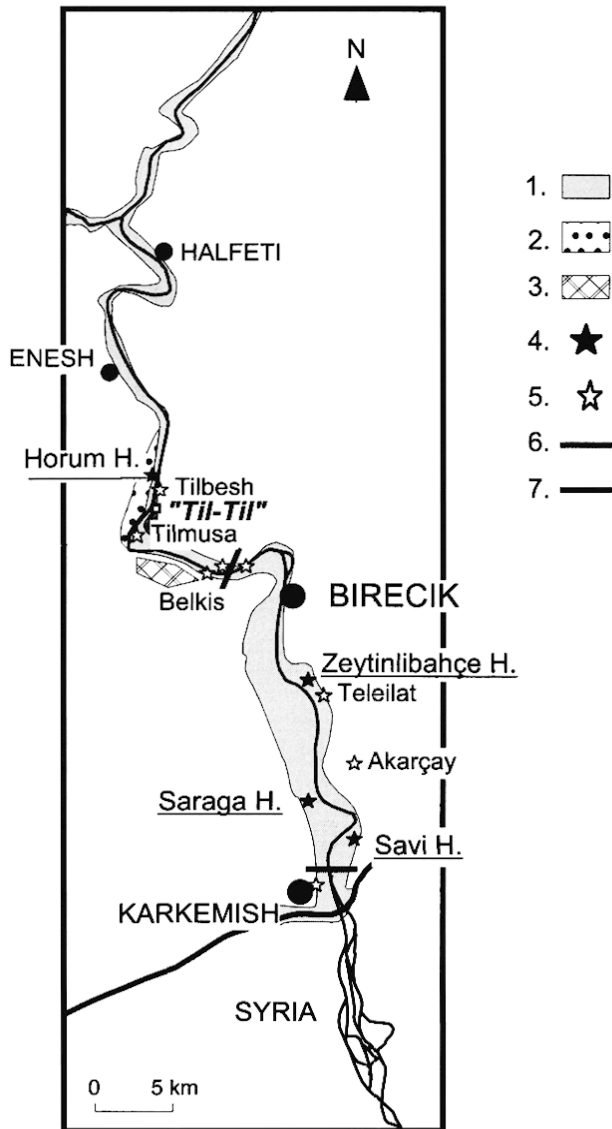 N
HALFETI
ENESH
Horum H.
Tilbesh
"Til-Til"
Tilmusa
Belkis
BIRECIK
Zeytinlibahçe H.
Teleilat
Akarçay
Saraga H.
Savi H.
KARKEMISH
SYRIA
0 5 km
1.
2.
3.
4.
5.
6.
7.